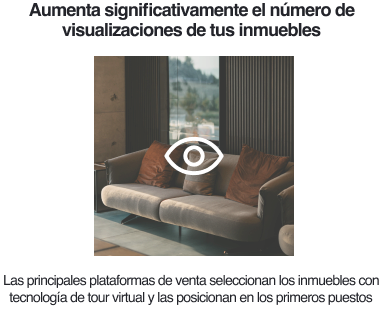 Aumenta significativamente el número de
visualizaciones de tus inmuebles
Las principales plataformas de venta seleccionan los inmuebles con
tecnología de tour virtual y las posicionan en los primeros puestos